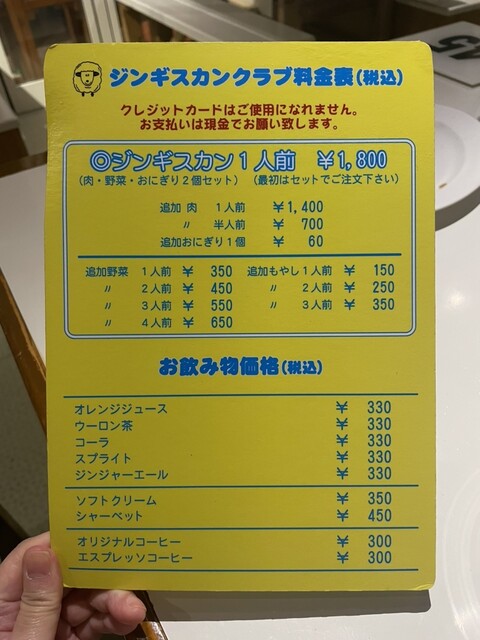 ジンギスカンクラブ料金表(税込)
クレジットカードはご使用になれません。
お支払いは現金でお願い致します。
◎ジンギスカン1人前 ¥1,800
(肉・野菜・おにぎり2個セット) (最初はセットでご注文下さい)
追加 肉 1人前 ¥1,400
〃 半人前 ¥ 700
追加おにぎり1個 ¥ 60
追加野菜 1人前 ¥ 350 追加もやし1人前 ¥ 150
〃 2人前 ¥ 450 〃 2人前 ¥ 250
〃 3人前 ¥ 550 〃 3人前 ¥ 350
〃 4人前 ¥ 650
お飲み物価格(税込)
オレンジジュース ¥ 330
ウーロン茶 ¥ 330
コーラ ¥ 330
スプライト ¥ 330
ジンジャーエール ¥ 330
ソフトクリーム ¥ 350
シャーベット ¥ 450
オリジナルコーヒー ¥ 300
エスプレッソコーヒー ¥ 300
45